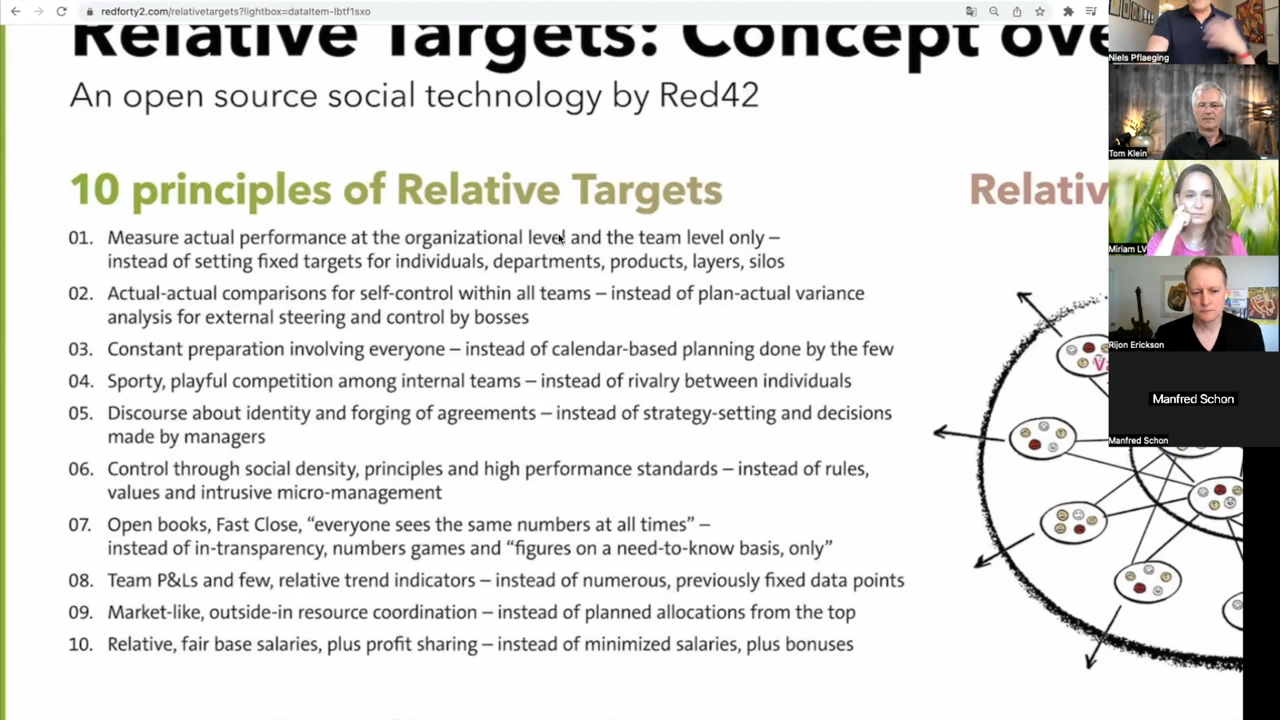 redforty2.com/relativetargets?lightbox=dataItem-lbtf1sxo
Relative Targets: Concept ove
An open source social technology by Red42
10 principles of Relative Targets
01. Measure actual performance at the organizational level and the team level only –
instead of setting fixed targets for individuals, departments, products, layers, silos
02. Actual-actual comparisons for self-control within all teams – instead of plan-actual variance
analysis for external steering and control by bosses
03. Constant preparation involving everyone – instead of calendar-based planning done by the few
04. Sporty, playful competition among internal teams – instead of rivalry between individuals
05. Discourse about identity and forging of agreements – instead of strategy-setting and decisions
made by managers
06. Control through social density, principles and high performance standards – instead of rules,
values and intrusive micro-management
07. Open books, Fast Close, “everyone sees the same numbers at all times” –
instead of in-transparency, numbers games and “figures on a need-to-know basis, only”
08. Team P&Ls and few, relative trend indicators – instead of numerous, previously fixed data points
09. Market-like, outside-in resource coordination – instead of planned allocations from the top
10. Relative, fair base salaries, plus profit sharing – instead of minimized salaries, plus bonuses
Relativ
Niels Pflaeging
Tom Klein
Miriam LV
Rijon Erickson
Manfred Schon
Manfred Schon